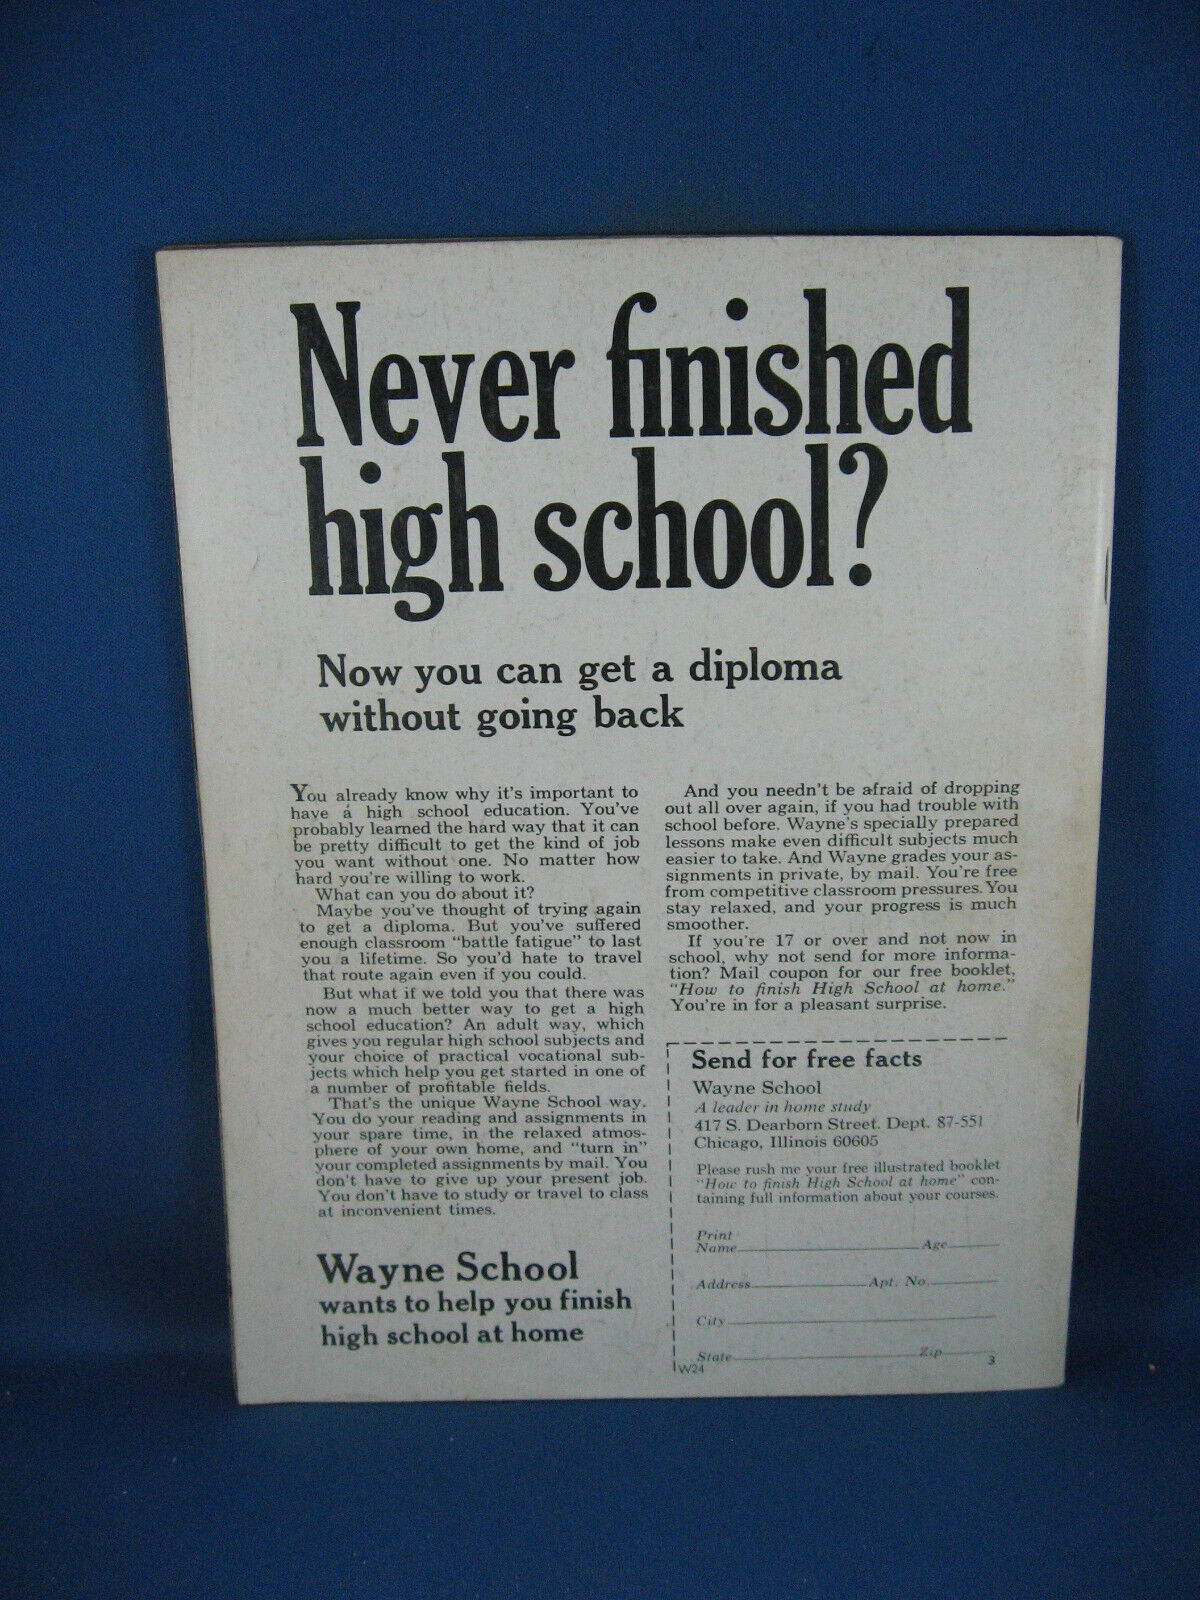 Never finished
high school?
Now you can get a diploma
without going back
You already know why it's important to
have a high school education. You've
probably learned the hard way that it can
be pretty difficult to get the kind of job
you want without one. No matter how
hard you're willing to work.
What can you do about it?
Maybe you've thought of trying again
to get a diploma. But you've suffered
enough classroom "battle fatigue" to last
you a lifetime. So you'd hate to travel
that route again even if you could.
But what if we told you that there was
now a much better way to get a high
school education? An adult way, which
gives you regular high school subjects and
your choice of practical vocational sub-
jects which help you get started in one of
a number of profitable fields.
That's the unique Wayne School way.
You do your reading and assignments in
your spare time, in the relaxed atmos-
phere of your own home, and "turn in"
your completed assignments by mail. You
don't have to give up your present job.
You don't have to study or travel to class
at inconvenient times.
Wayne School
wants to help you finish
high school at home
And you needn't be afraid of dropping
out all over again, if you had trouble with
school before. Wayne's specially prepared
lessons make even difficult subjects much
easier to take. And Wayne grades your as-
signments in private, by mail. You're free
from competitive classroom pressures. You
stay relaxed, and your progress is much
smoother.
If you're 17 or over and not now in
school, why not send for more informa-
tion? Mail coupon for our free booklet,
"How to finish High School at home."
You're in for a pleasant surprise.
Send for free facts
Wayne School
A leader in home study
417 S. Dearborn Street. Dept. 87-551
Chicago, Illinois 60605
Please rush me your free illustrated booklet
"How to finish High School at home" con-
taining full information about your courses.
Print
Name Age
Address Apt. No.
City
State Zip
W24 3